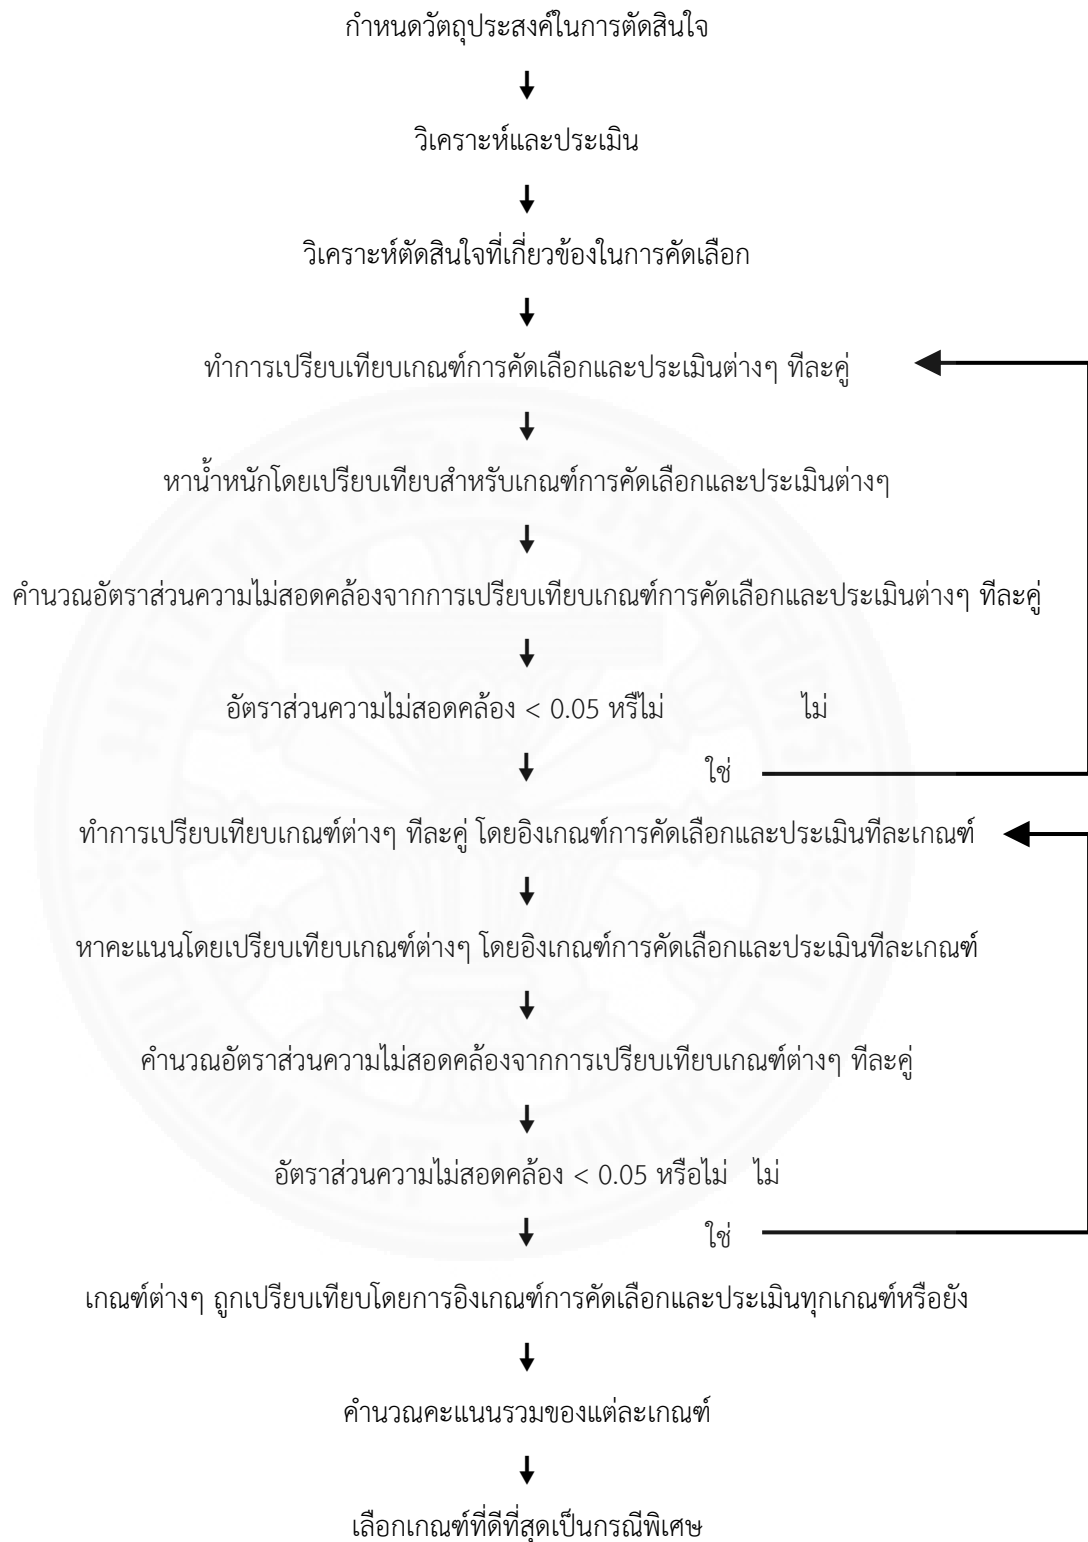 กำหนดวัตถุประสงค์ในการตัดสินใจ
วิเคราะห์และประเมิน
วิเคราะห์ตัดสินใจที่เกี่ยวข้องในการคัดเลือก
ทำการเปรียบเทียบเกณฑ์การคัดเลือกและประเมินต่างๆ ทีละคู่
หาน้ำหนักโดยเปรียบเทียบสำหรับเกณฑ์การคัดเลือกและประเมินต่างๆ
คำนวณอัตราส่วนความไม่สอดคล้องจากการเปรียบเทียบเกณฑ์การคัดเลือกและประเมินต่างๆ ทีละคู่
อัตราส่วนความไม่สอดคล้อง < 0.05 หรืไม่ ไม่
ใช่
ทำการเปรียบเทียบเกณฑ์ต่างๆ ทีละคู่ โดยอิงเกณฑ์การคัดเลือกและประเมินทีละเกณฑ์
หาคะแนนโดยเปรียบเทียบเกณฑ์ต่างๆ โดยอิงเกณฑ์การคัดเลือกและประเมินทีละเกณฑ์
คำนวณอัตราส่วนความไม่สอดคล้องจากการเปรียบเทียบเกณฑ์ต่างๆ ทีละคู่
อัตราส่วนความไม่สอดคล้อง < 0.05 หรือไม่ ไม่
ใช่
เกณฑ์ต่างๆ ถูกเปรียบเทียบโดยการอิงเกณฑ์การคัดเลือกและประเมินทุกเกณฑ์หรือยัง
คำนวณคะแนนรวมของแต่ละเกณฑ์
เลือกเกณฑ์ที่ดีที่สุดเป็นกรณีพิเศษ
มหาวิทยาลัยธรรมศาสตร์
THAMMASAT UNIVERSITY